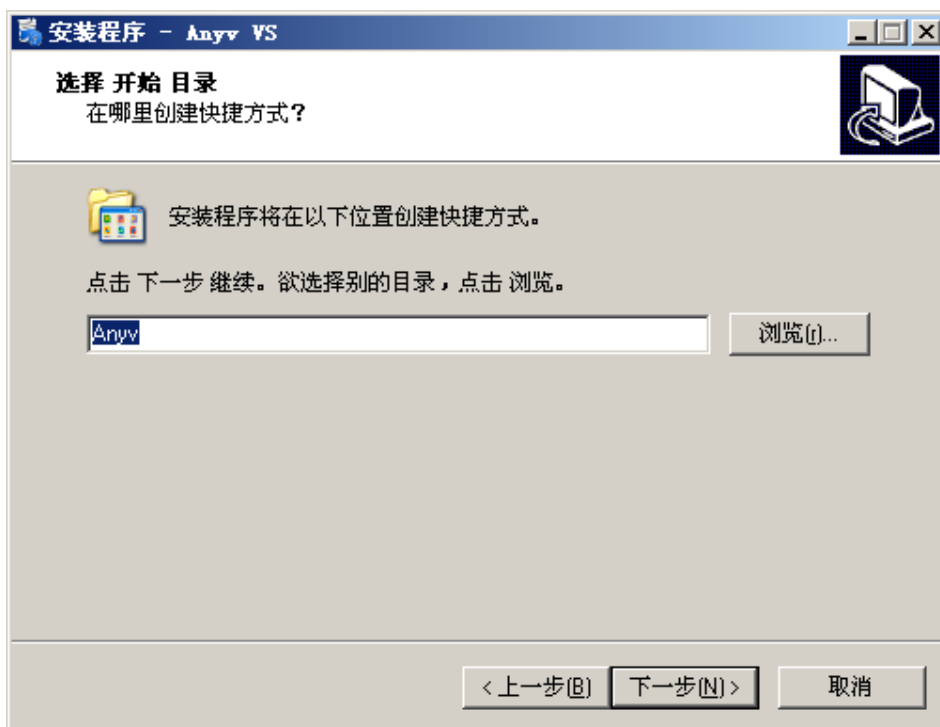 安装程序 - Anyv VS
选择 开始 目录
在哪里创建快捷方式?
安装程序将在以下位置创建快捷方式。
点击 下一步 继续。欲选择别的目录，点击 浏览。
Anyv
浏览(r)...
<上一步(B)
下一步(N)>
取消